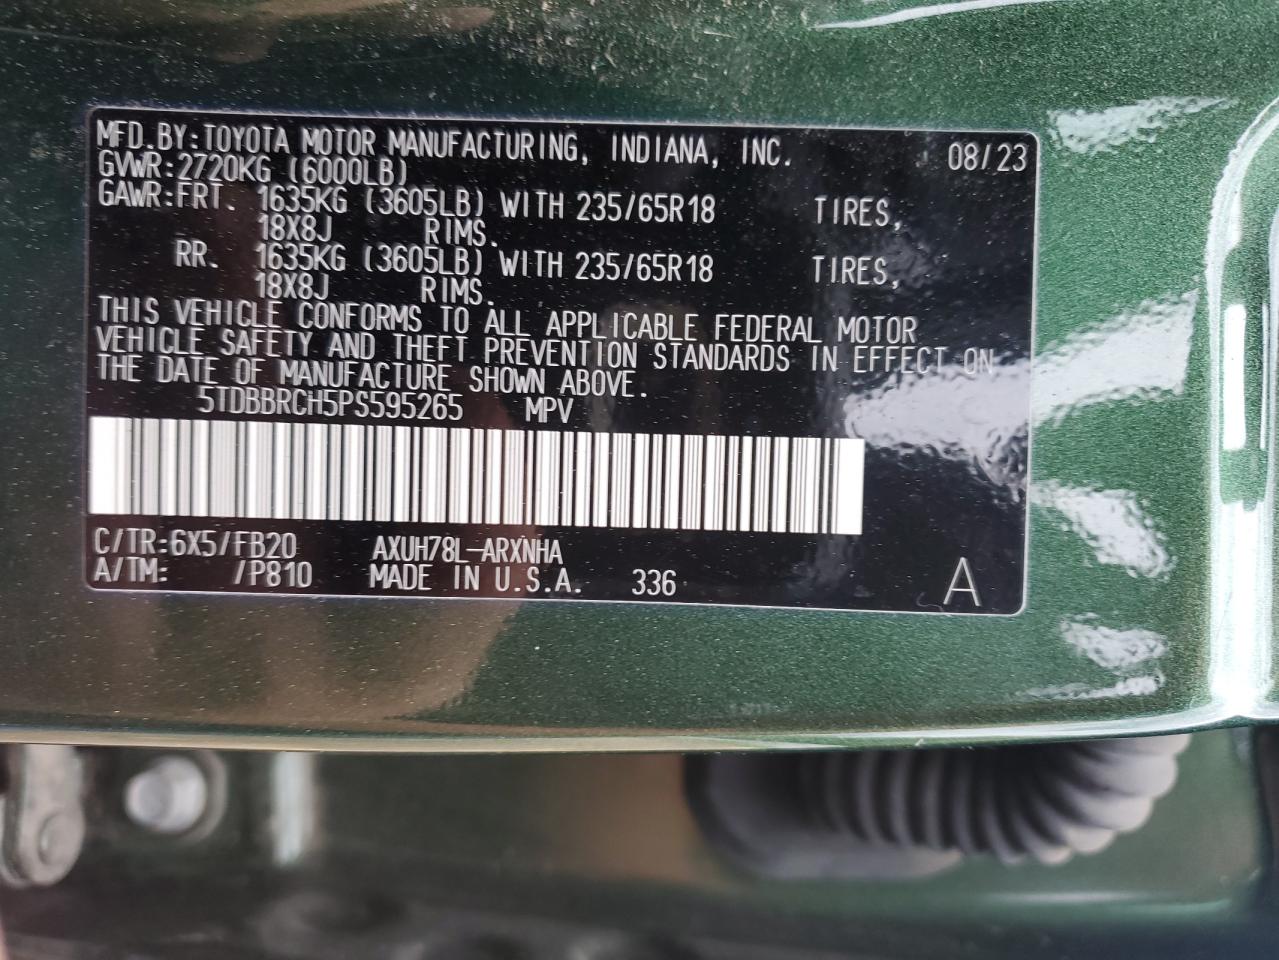 MFD.BY:TOYOTA MOTOR MANUFACTURING, INDIANA, INC. 08/23
GVWR:2720KG (6000LB)
GAWR:FRT. 1635KG (3605LB) WITH 235/65R18 TIRES,
18X8J RIMS.
RR. 1635KG (3605LB) WITH 235/65R18 TIRES,
18X8J RIMS.
THIS VEHICLE CONFORMS TO ALL APPLICABLE FEDERAL MOTOR
VEHICLE SAFETY AND THEFT PREVENTION STANDARDS IN EFFECT ON
THE DATE OF MANUFACTURE SHOWN ABOVE.
5TDBBRCH5PS595265 MPV
C/TR:6X5/FB20 AXUH78L-ARXNHA
A/TM: /P810 MADE IN U.S.A. 336 A